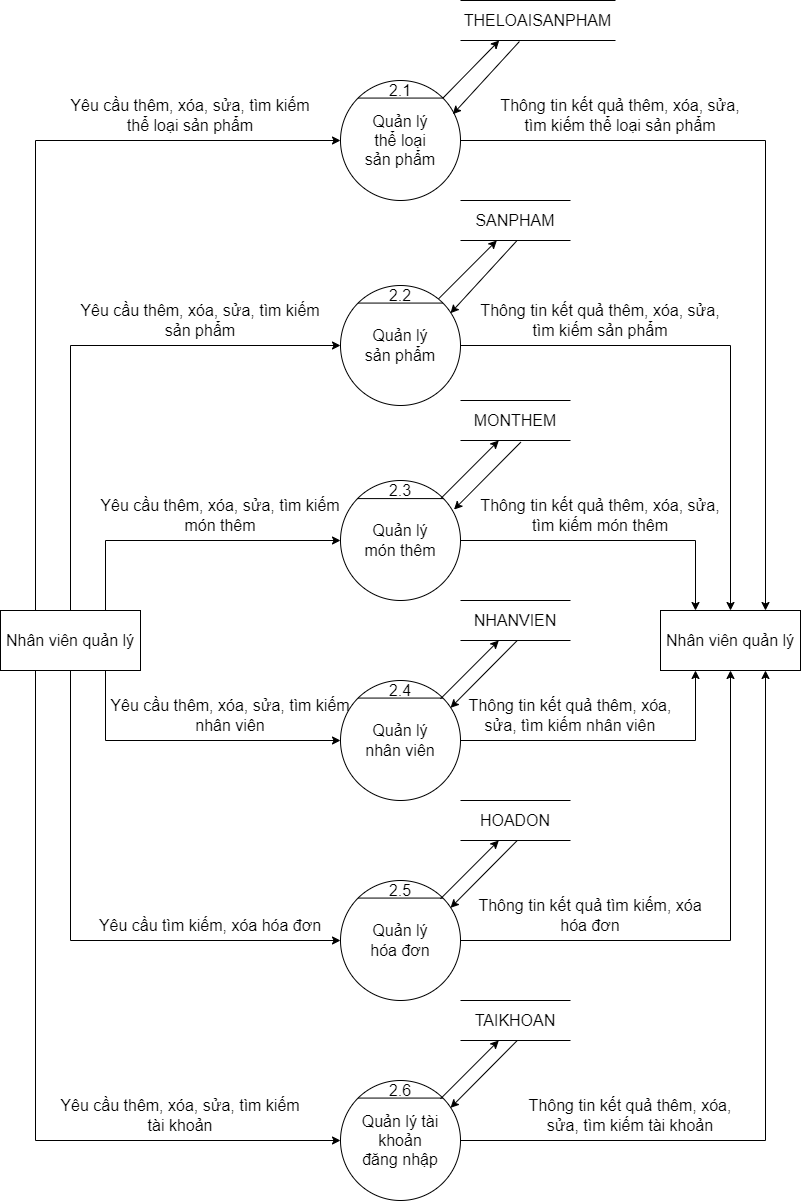 THELOAISANPHAM
2.1
Yêu cầu thêm, xóa, sửa, tìm kiếm
thể loại sản phẩm
Quản lý
thể loại
sản phẩm
Thông tin kết quả thêm, xóa, sửa,
tìm kiếm thể loại sản phẩm
SANPHAM
2.2
Yêu cầu thêm, xóa, sửa, tìm kiếm
sản phẩm
Quản lý
sản phẩm
Thông tin kết quả thêm, xóa, sửa,
tìm kiếm sản phẩm
MONTHEM
2.3
Yêu cầu thêm, xóa, sửa, tìm kiếm
món thêm
Quản lý
món thêm
Thông tin kết quả thêm, xóa, sửa,
tìm kiếm món thêm
Nhân viên quản lý
Nhân viên quản lý
NHANVIEN
2.4
Yêu cầu thêm, xóa, sửa, tìm kiếm
nhân viên
Quản lý
nhân viên
Thông tin kết quả thêm, xóa,
sửa, tìm kiếm nhân viên
HOADON
2.5
Yêu cầu tìm kiếm, xóa hóa đơn
Quản lý
hóa đơn
Thông tin kết quả tìm kiếm, xóa
hóa đơn
TAIKHOAN
2.6
Yêu cầu thêm, xóa, sửa, tìm kiếm
tài khoản
Quản lý tài
khoản
đăng nhập
Thông tin kết quả thêm, xóa,
sửa, tìm kiếm tài khoản